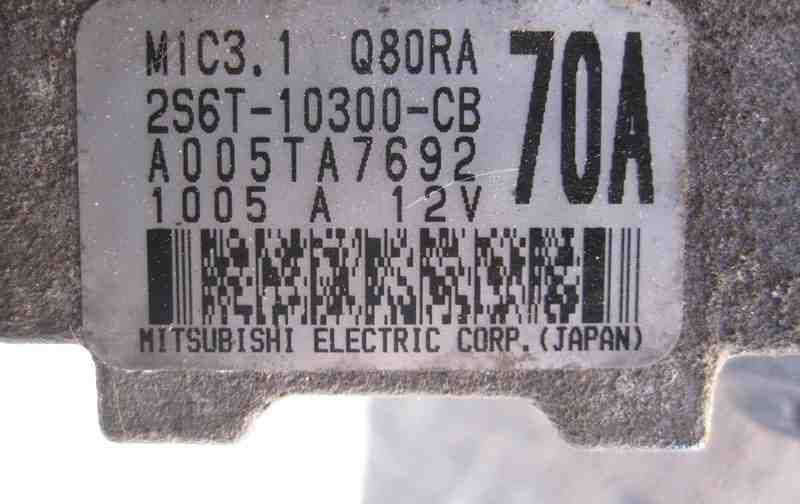 MiC3.1 Q80RA 70A
2S6T-10300-CB
A005TA7692
1005 A 12V
MITSUBISHI ELECTRIC CORP.(JAPAN)